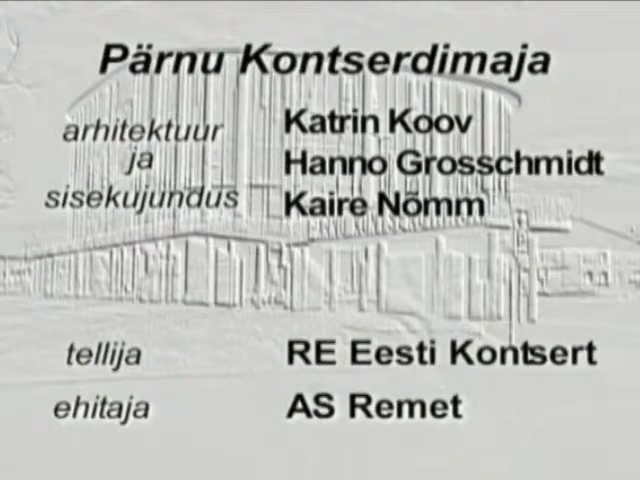 Pärnu Kontserdimaja
arhitektuur
ja
sisekujundus
Katrin Koov
Hanno Grosschmidt
Kaire Nõmm
tellija RE Eesti Kontsert
ehitaja AS Remet